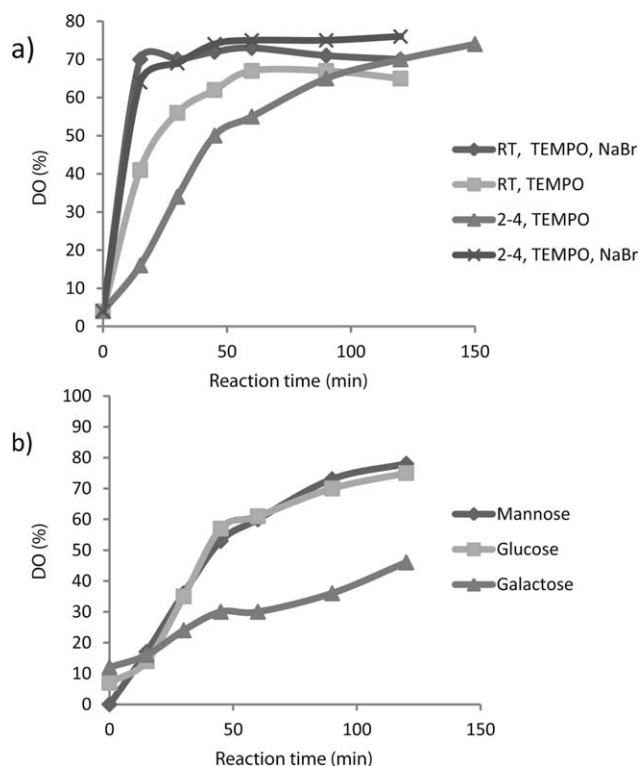 a)
80
70
60
50
40
30
20
10
0
DO (%)
0 50 100 150
Reaction time (min)
RT, TEMPO, NaBr
RT, TEMPO
2-4, TEMPO
2-4, TEMPO, NaBr
b)
100
90
80
70
60
50
40
30
20
10
0
DO (%)
0 50 100 150
Reaction time (min)
Mannose
Glucose
Galactose